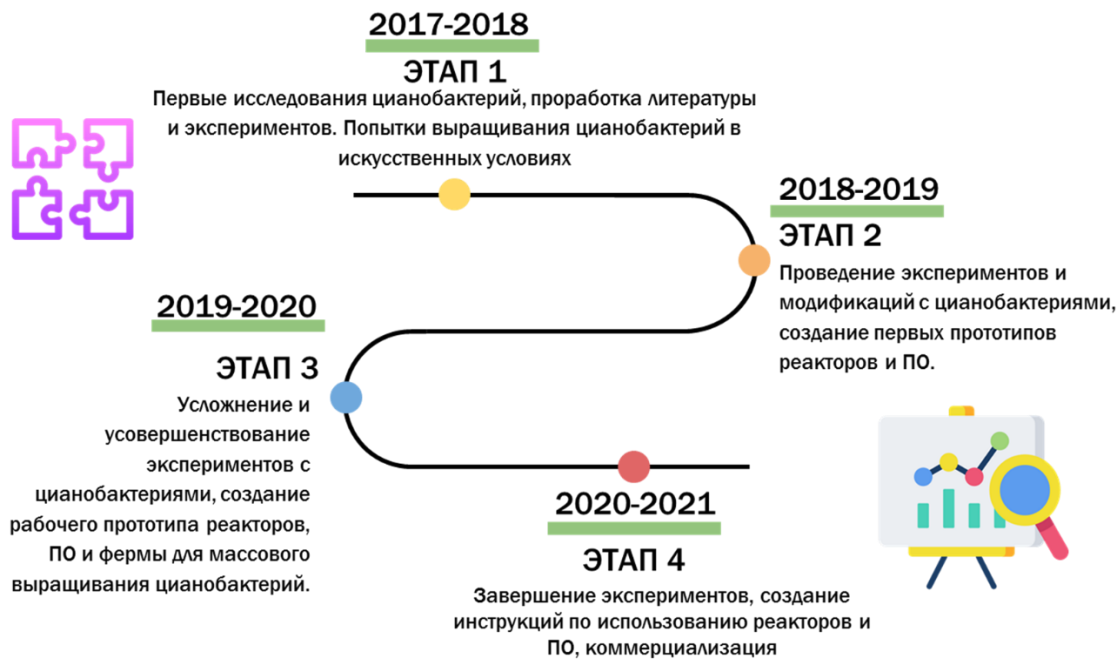 2017-2018
ЭТАП 1
Первые исследования цианобактерий, проработка литературы
и экспериментов. Попытки выращивания цианобактерий в
искусственных условиях
2018-2019
ЭТАП 2
Проведение экспериментов и
модификаций с цианобактериями,
создание первых прототипов
реакторов и ПО.
2019-2020
ЭТАП 3
Усложнение и
усовершенствование
экспериментов с
цианобактериями, создание
рабочего прототипа реакторов,
ПО и фермы для массового
выращивания цианобактерий.
2020-2021
ЭТАП 4
Завершение экспериментов, создание
инструкций по использованию реакторов и
ПО, коммерциализация